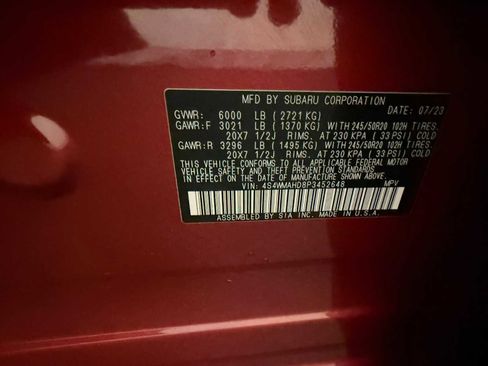 MFD BY SUBARU CORPORATION
DATE: 07/23
GVWR: 6000 LB (2721 KG)
GAWR:F 3021 LB (1370 KG) WITH 245/50R20 102H TIRES.
20X7 1/2J RIMS. AT 230 KPA (33 PSI) COLD
GAWR:R 3296 LB (1495 KG) WITH 245/50R20 102H TIRES.
20X7 1/2J RIMS. AT 230 KPA (33 PSI) COLD
THIS VEHICLE CONFORMS TO ALL APPLICABLE FEDERAL MOTOR
VEHICLE SAFETY AND THEFT PREVENTION STANDARDS
IN EFFECT ON THE DATE OF MANUFACTURE SHOWN ABOVE.
VIN: 4S4WMAHD8P3452648 MPV
ASSEMBLED BY SIA INC. IN U.S.A.